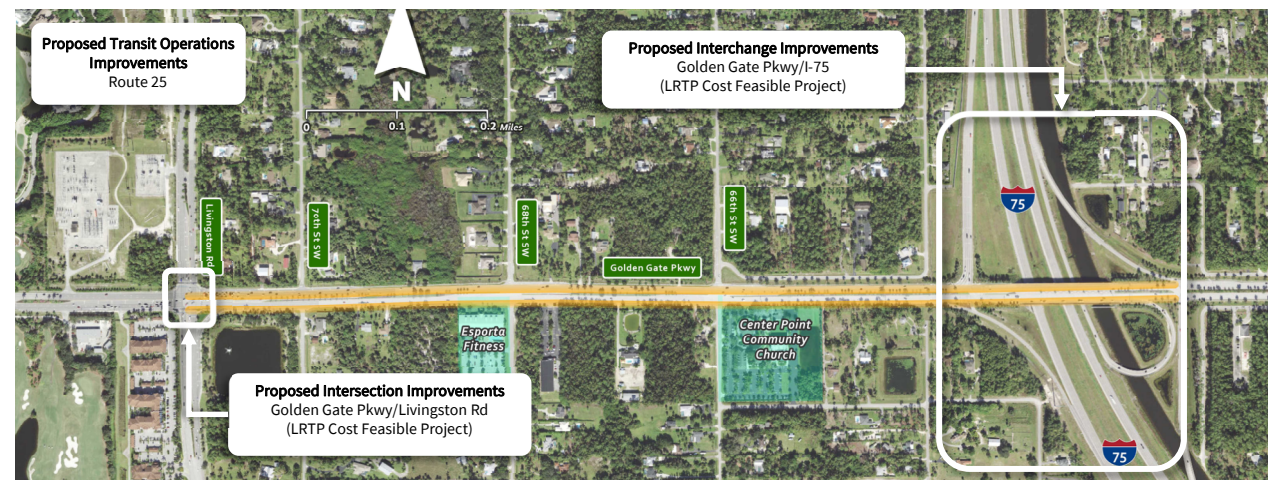 Proposed Transit Operations
Improvements
Route 25
Proposed Interchange Improvements
Golden Gate Pkwy/I-75
(LRTP Cost Feasible Project)
N
0
0.1
0.2 Miles
Livingston Rd
70th St SW
68th St SW
66th St SW
75
Golden Gate Pkwy
Esporta
Fitness
Center Point
Community
Church
Proposed Intersection Improvements
Golden Gate Pkwy/Livingston Rd
(LRTP Cost Feasible Project)
75